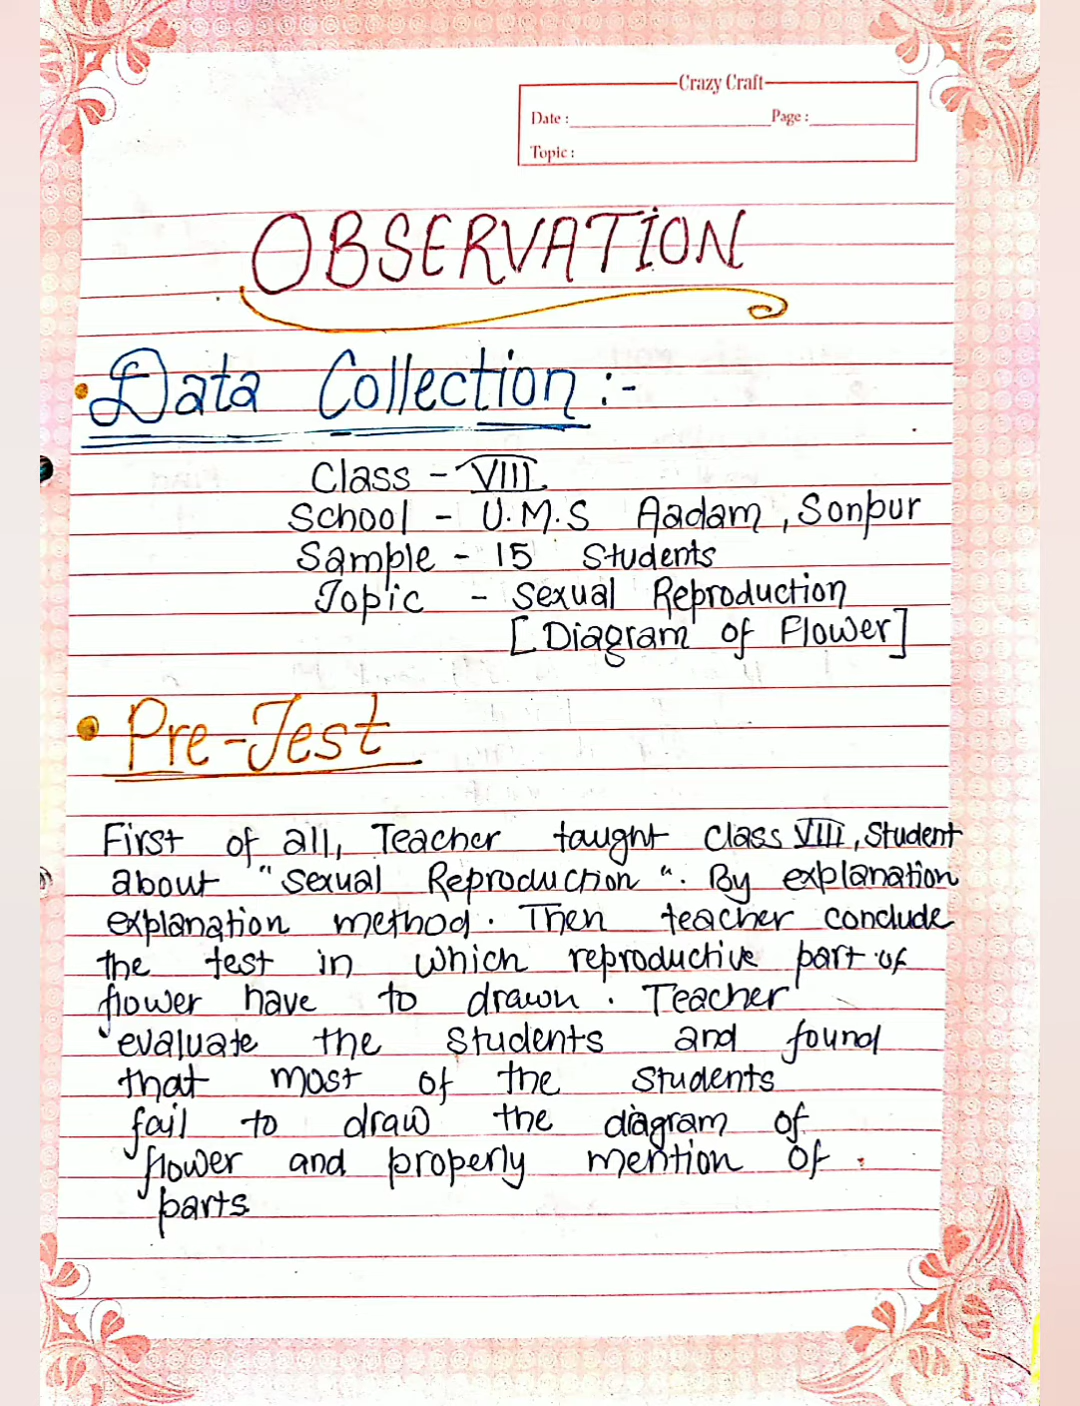 Crazy Craft
Date :
Page :
Topic :
OBSERVATION
• Data Collection :-
Class - VIII
School - U.M.S Aadam, Sonpur
Sample - 15 Students
Topic - Sexual Reproduction
[Diagram of Flower]
• Pre-Test
First of all, Teacher taught Class VIII, Student
about "Sexual Reproduction". By explanation
explanation method. Then teacher conclude
the test in which reproductive part of
flower have to drawn. Teacher
evaluate the students and found
that most of the Students
fail to draw the diagram of
flower and properly mention of.
parts